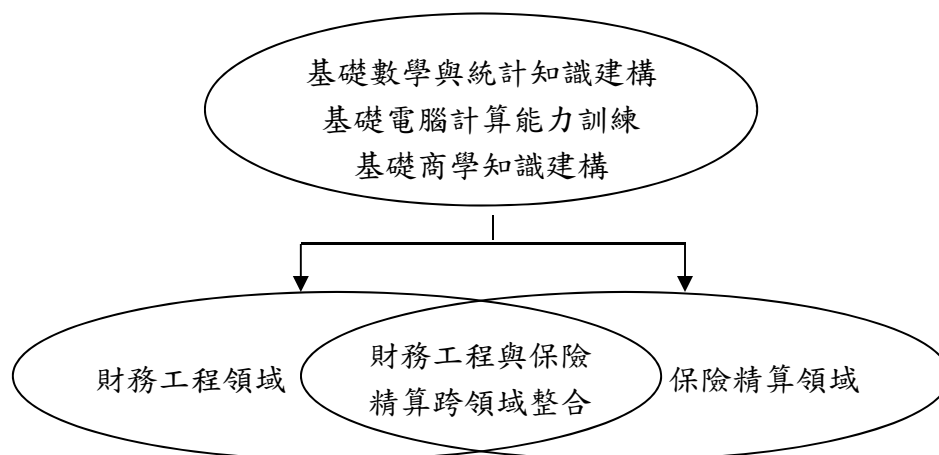 基礎數學與統計知識建構
基礎電腦計算能力訓練
基礎商學知識建構
財務工程領域
財務工程與保險
精算跨領域整合
保險精算領域